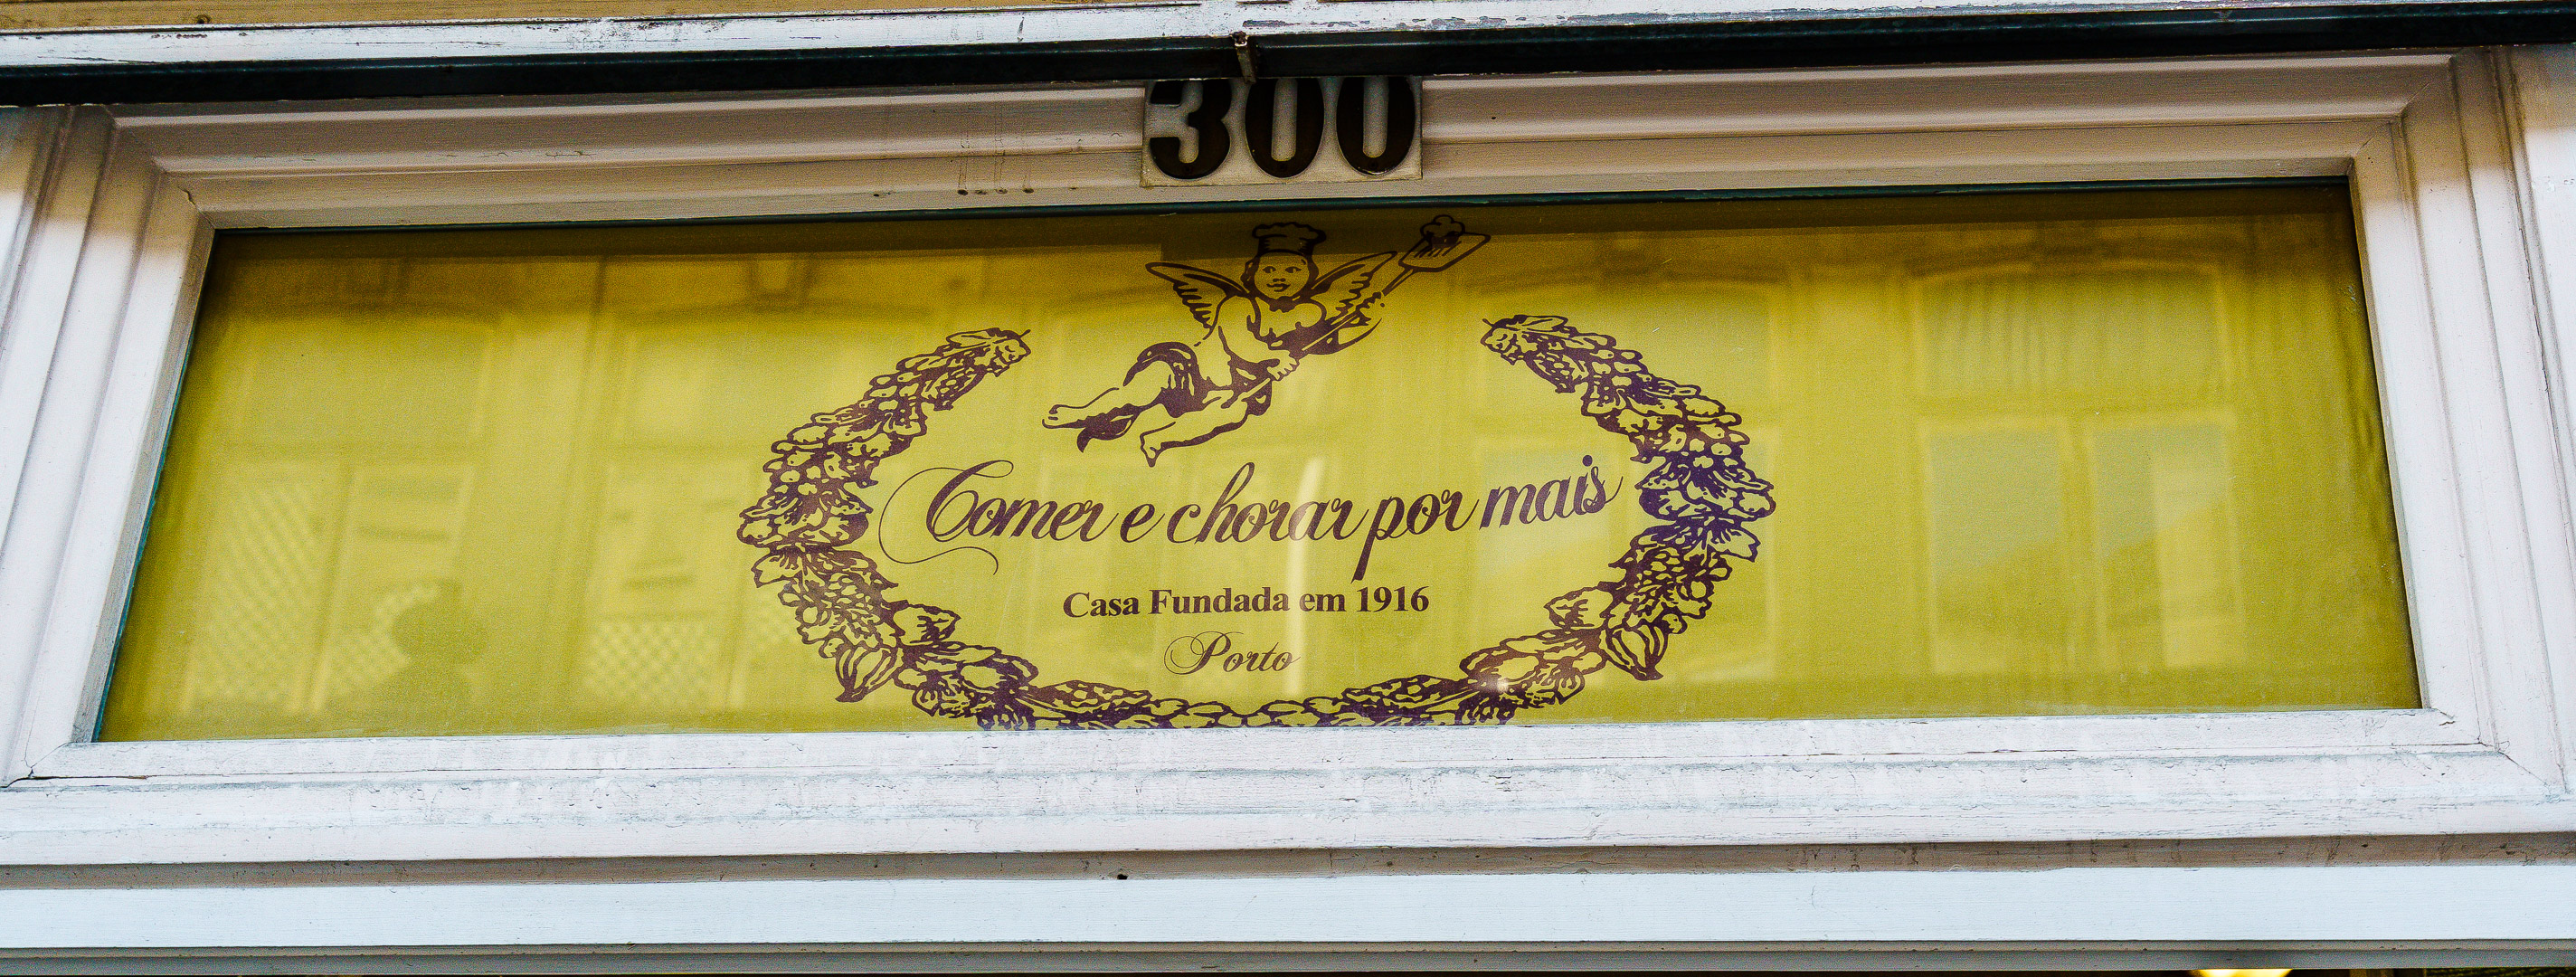 300
Comer e chorar por mais
Casa Fundada em 1916
Porto